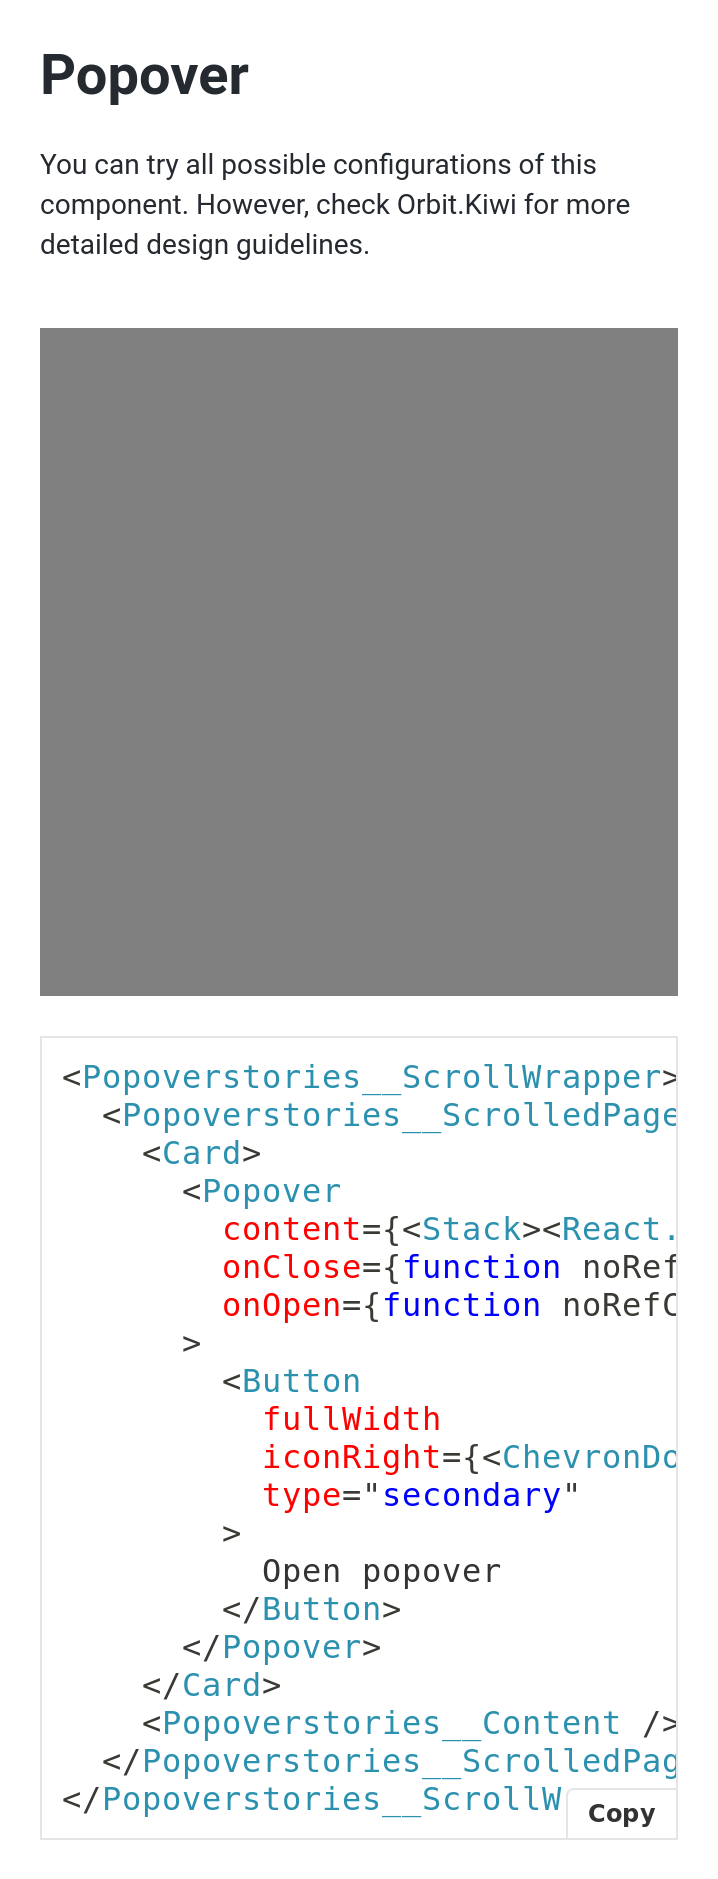 Popover
You can try all possible configurations of this
component. However, check Orbit.Kiwi for more
detailed design guidelines.
<Popoverstories__ScrollWrapper>
<Popoverstories__ScrolledPage
<Card>
<Popover
content={<Stack><React.
onClose={function noRef
onOpen={function noRefC
>
<Button
fullWidth
iconRight={<ChevronDo
type="secondary"
>
Open popover
</Button>
</Popover>
</Card>
<Popoverstories__Content />
</Popoverstories__ScrolledPag
</Popoverstories__ScrollW
Copy